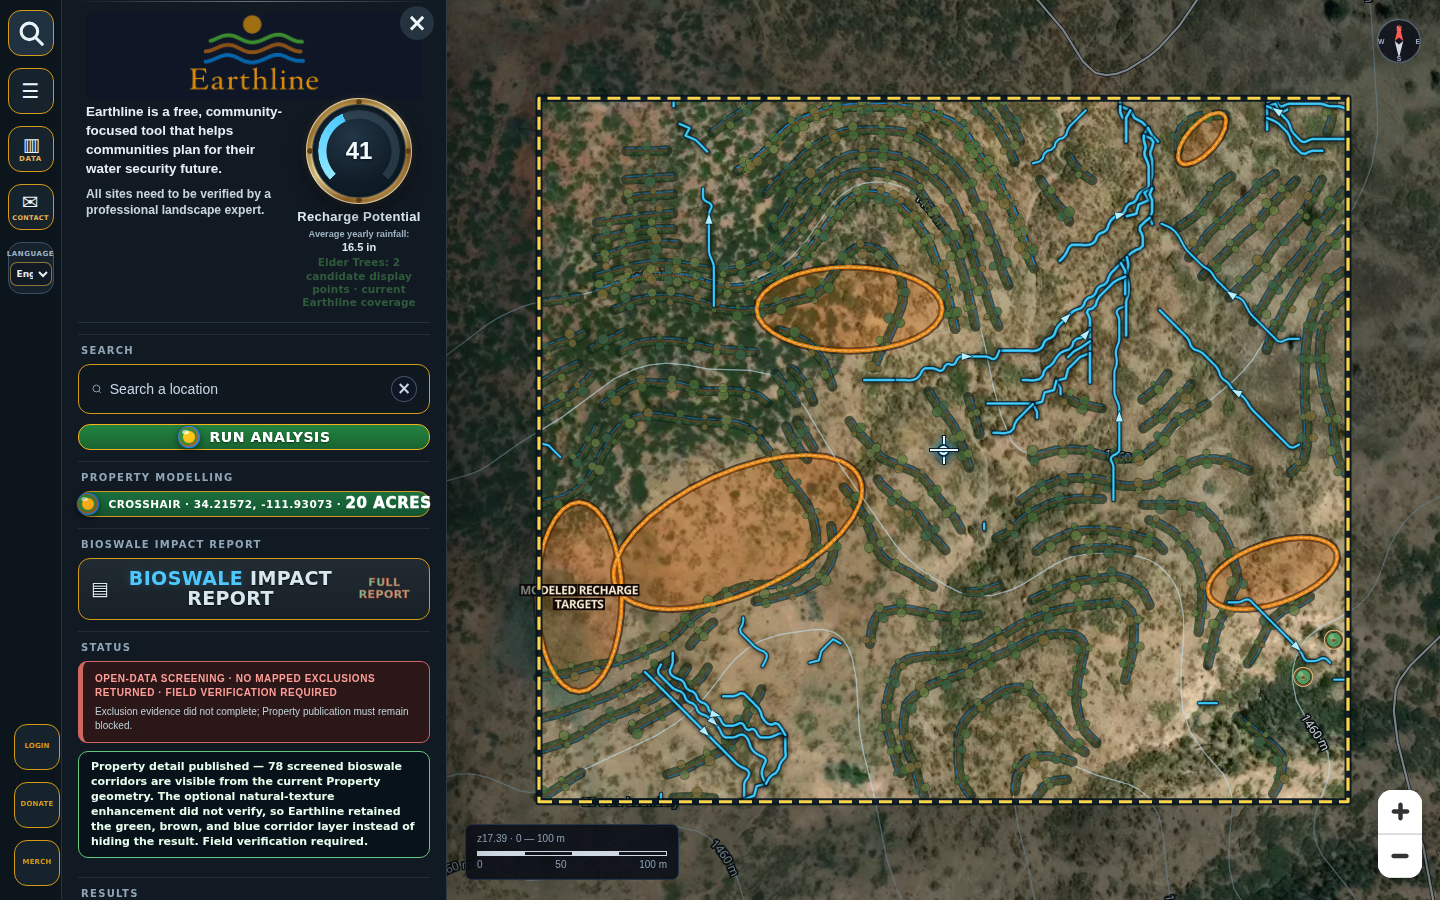 DATA
CONTACT
LANGUAGE
Eng
LOGIN
DONATE
MERCH
Earthline
Earthline is a free, community-
focused tool that helps
communities plan for their
water security future.
All sites need to be verified by a
professional landscape expert.
41
Recharge Potential
Average yearly rainfall:
16.5 in
Elder Trees: 2
candidate display
points · current
Earthline coverage
SEARCH
Search a location
RUN ANALYSIS
PROPERTY MODELLING
CROSSHAIR · 34.21572, -111.93073 · 20 ACRES
BIOSWALE IMPACT REPORT
BIOSWALE IMPACT
REPORT
FULL
REPORT
STATUS
OPEN-DATA SCREENING · NO MAPPED EXCLUSIONS
RETURNED · FIELD VERIFICATION REQUIRED
Exclusion evidence did not complete; Property publication must remain
blocked.
Property detail published — 78 screened bioswale
corridors are visible from the current Property
geometry. The optional natural-texture
enhancement did not verify, so Earthline retained
the green, brown, and blue corridor layer instead of
hiding the result. Field verification required.
RESULTS
W
E
S
MODELED RECHARGE
TARGETS
1460 m
1460 m
z17.39 · 0 — 100 m
0
50
100 m